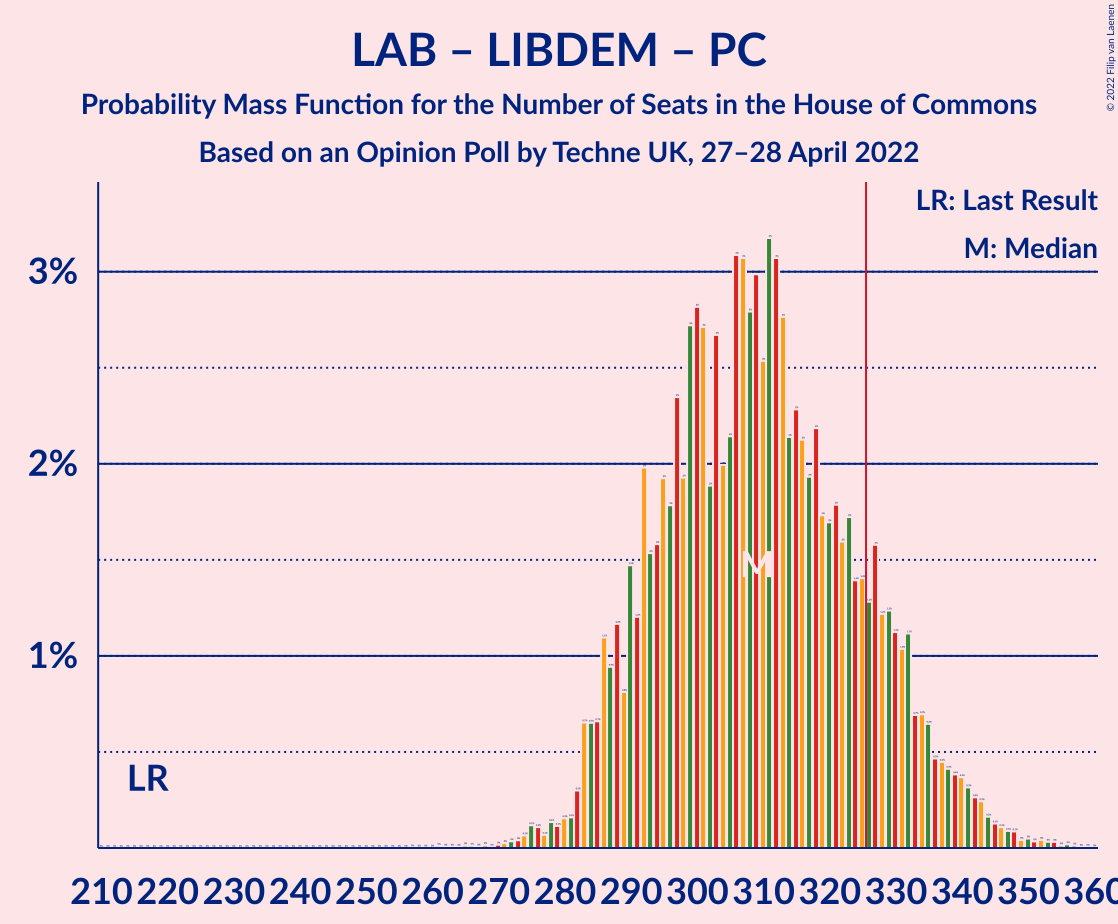 LAB – LIBDEM – PC
Probability Mass Function for the Number of Seats in the House of Commons
Based on an Opinion Poll by Techne UK, 27–28 April 2022
© 2022 Filip van Laenen
LR: Last Result
M: Median
3%
2%
1%
M
LR
210 220 230 240 250 260 270 280 290 300 310 320 330 340 350 360